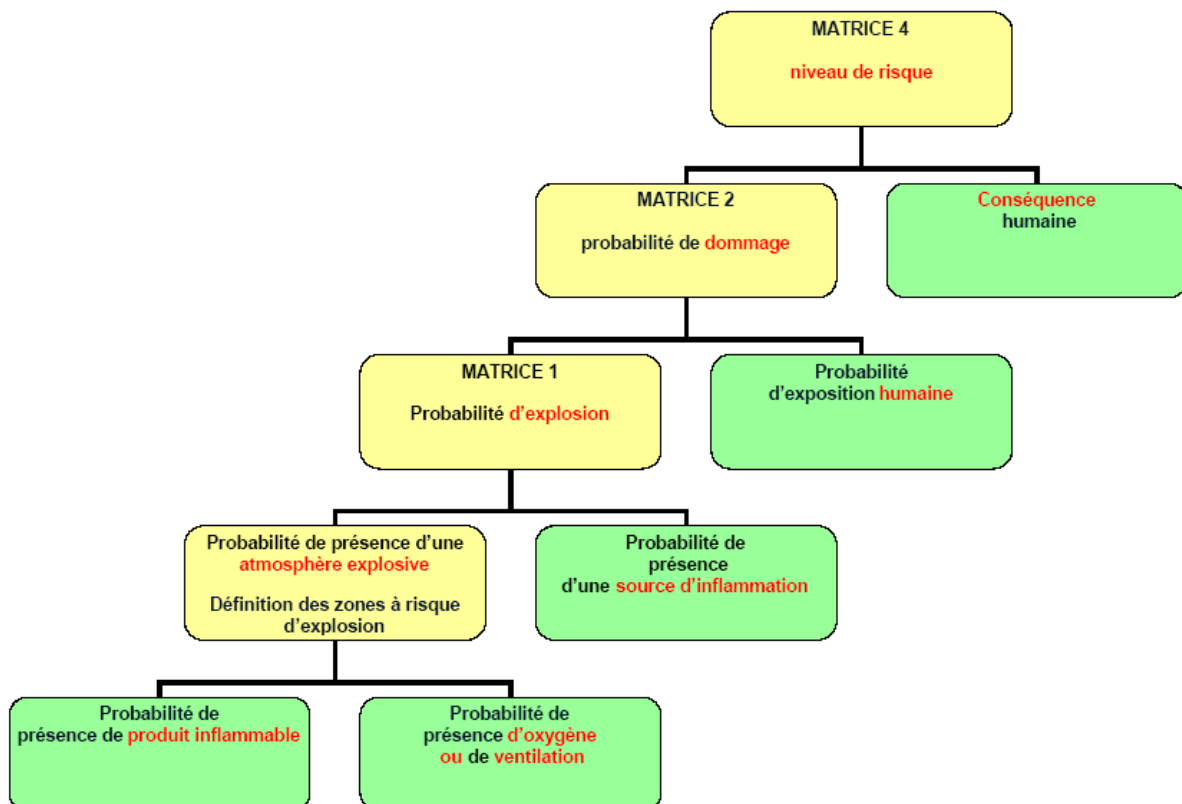 MATRICE 4
niveau de risque
MATRICE 2
probabilité de dommage
Conséquence
humaine
MATRICE 1
Probabilité d'explosion
Probabilité
d'exposition humaine
Probabilité de présence d'une
atmosphère explosive
Définition des zones à risque
d'explosion
Probabilité de
présence
d'une source d'inflammation
Probabilité de
présence de produit inflammable
Probabilité de
présence d'oxygène
ou de ventilation